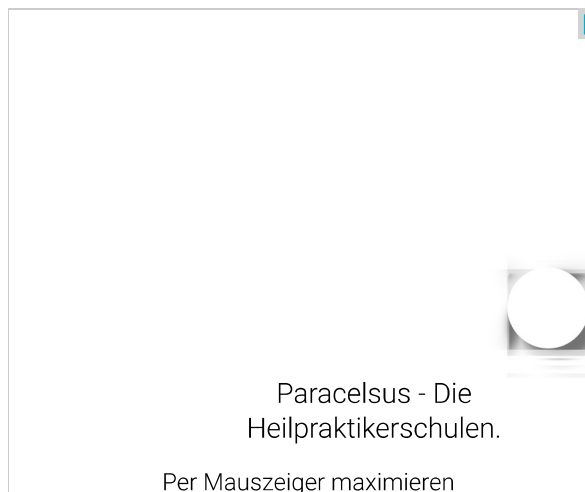 Paracelsus - Die
Heilpraktikerschulen.
Per Mauszeiger maximieren